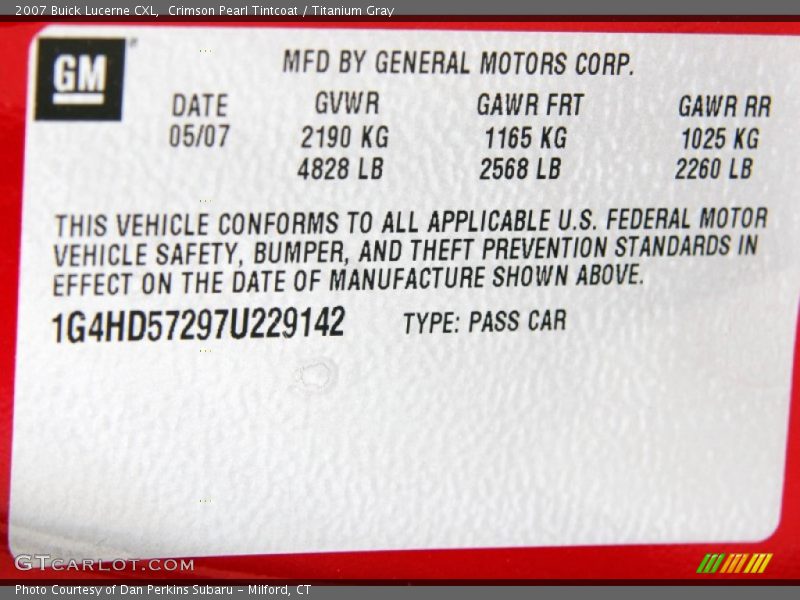 2007 Buick Lucerne CXL,  Crimson Pearl Tintcoat / Titanium Gray
GM
MFD BY GENERAL MOTORS CORP.
DATE GVWR GAWR FRT GAWR RR
05/07 2190 KG 1165 KG 1025 KG
4828 LB 2568 LB 2260 LB
THIS VEHICLE CONFORMS TO ALL APPLICABLE U.S. FEDERAL MOTOR
VEHICLE SAFETY, BUMPER, AND THEFT PREVENTION STANDARDS IN
EFFECT ON THE DATE OF MANUFACTURE SHOWN ABOVE.
1G4HD57297U229142 TYPE: PASS CAR
GTCARLOT.COM
Photo Courtesy of Dan Perkins Subaru - Milford, CT